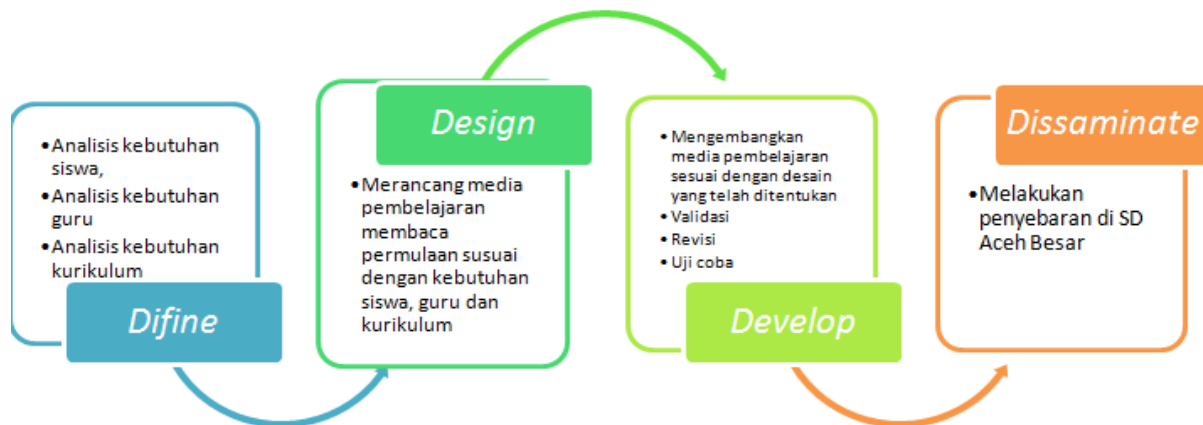 •Analisis kebutuhan
siswa,
•Analisis kebutuhan
guru
•Analisis kebutuhan
kurikulum
Difine
Design
•Merancang media
pembelajaran
membaca
permulaan susuai
dengan kebutuhan
siswa, guru dan
kurikulum
•Mengembangkan
media pembelajaran
sesuai dengan desain
yang telah ditentukan
•Validasi
•Revisi
•Uji coba
Develop
Dissaminate
•Melakukan
penyebaran di SD
Aceh Besar